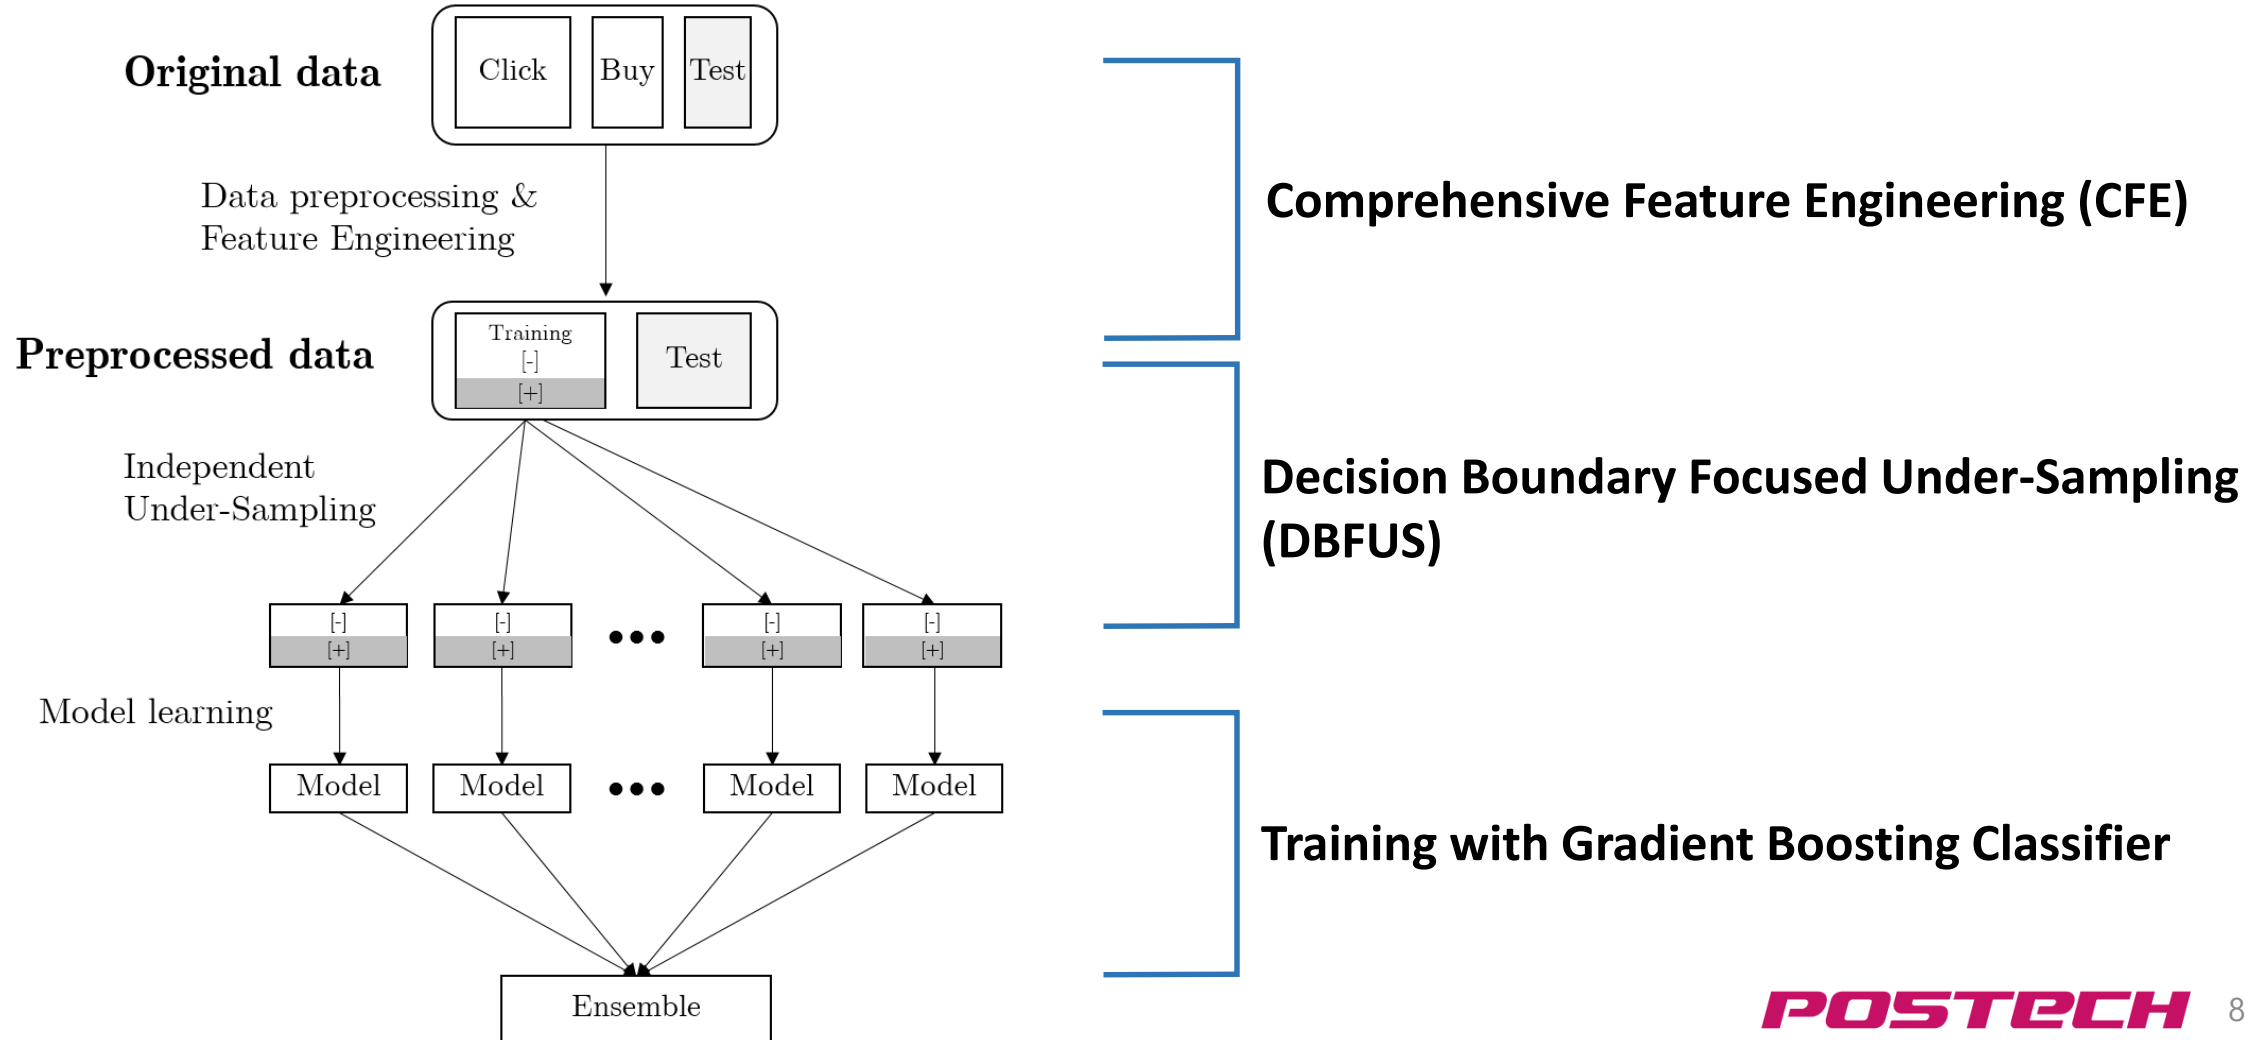 Original data
Click
Buy
Test
Data preprocessing &
Feature Engineering
Comprehensive Feature Engineering (CFE)
Preprocessed data
Training
[-]
[+]
Test
Independent
Under-Sampling
Decision Boundary Focused Under-Sampling
(DBFUS)
[-]
[+]
[-]
[+]
•••
[-]
[+]
[-]
[+]
Model learning
Model
Model
•••
Model
Model
Training with Gradient Boosting Classifier
Ensemble
POSTECH
8